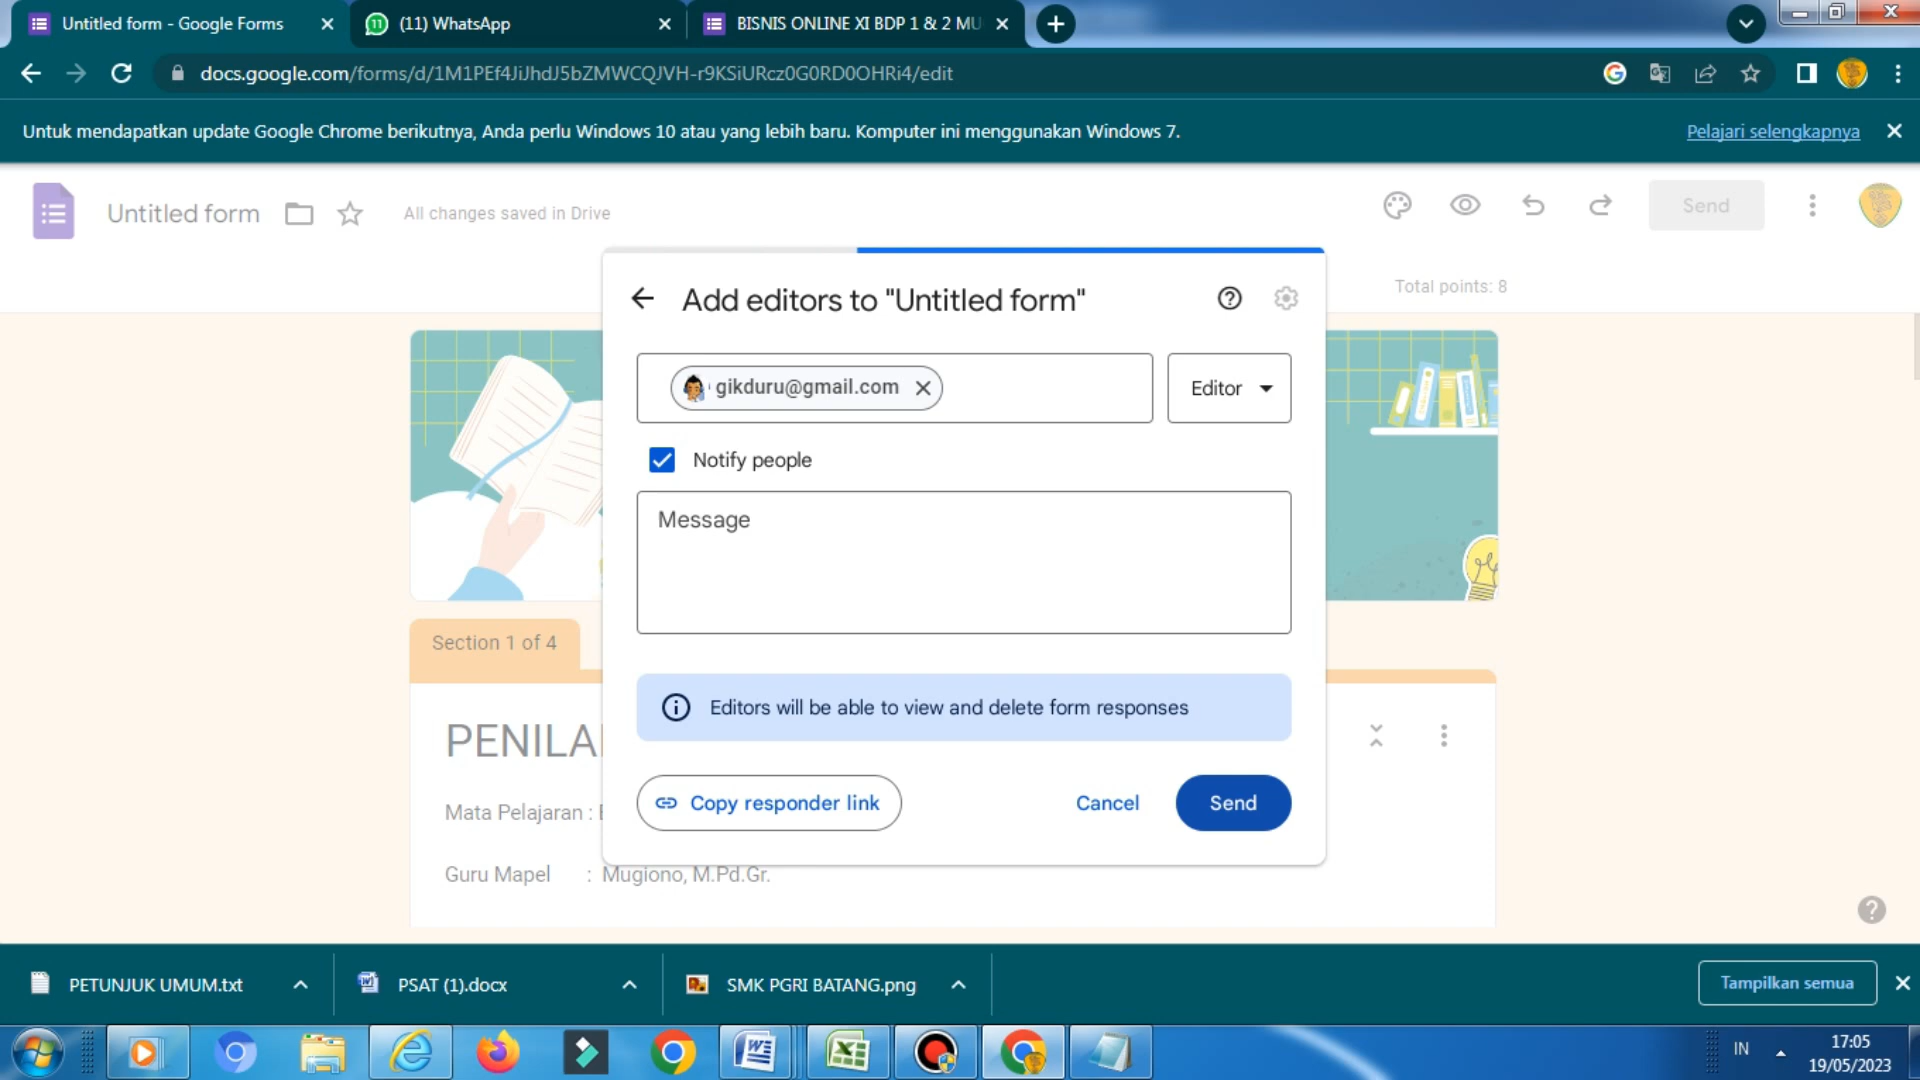 Untitled form - Google Forms
(11) WhatsApp
BISNIS ONLINE XI BDP 1 & 2 MU
docs.google.com/forms/d/1M1PEf4JiJhdJ5bZMWCQJVH-r9KSiURcz0G0RD0OHRi4/edit
Untuk mendapatkan update Google Chrome berikutnya, Anda perlu Windows 10 atau yang lebih baru. Komputer ini menggunakan Windows 7.
Pelajari selengkapnya
Untitled form
All changes saved in Drive
Send
Total points: 8
Add editors to "Untitled form"
gikduru@gmail.com
Editor
Notify people
Message
Section 1 of 4
Editors will be able to view and delete form responses
PENILA
Copy responder link
Cancel
Send
Mata Pelajaran :
Guru Mapel : Mugiono, M.Pd.Gr.
PETUNJUK UMUM.txt
PSAT (1).docx
SMK PGRI BATANG.png
Tampilkan semua
IN
17:05
19/05/2023